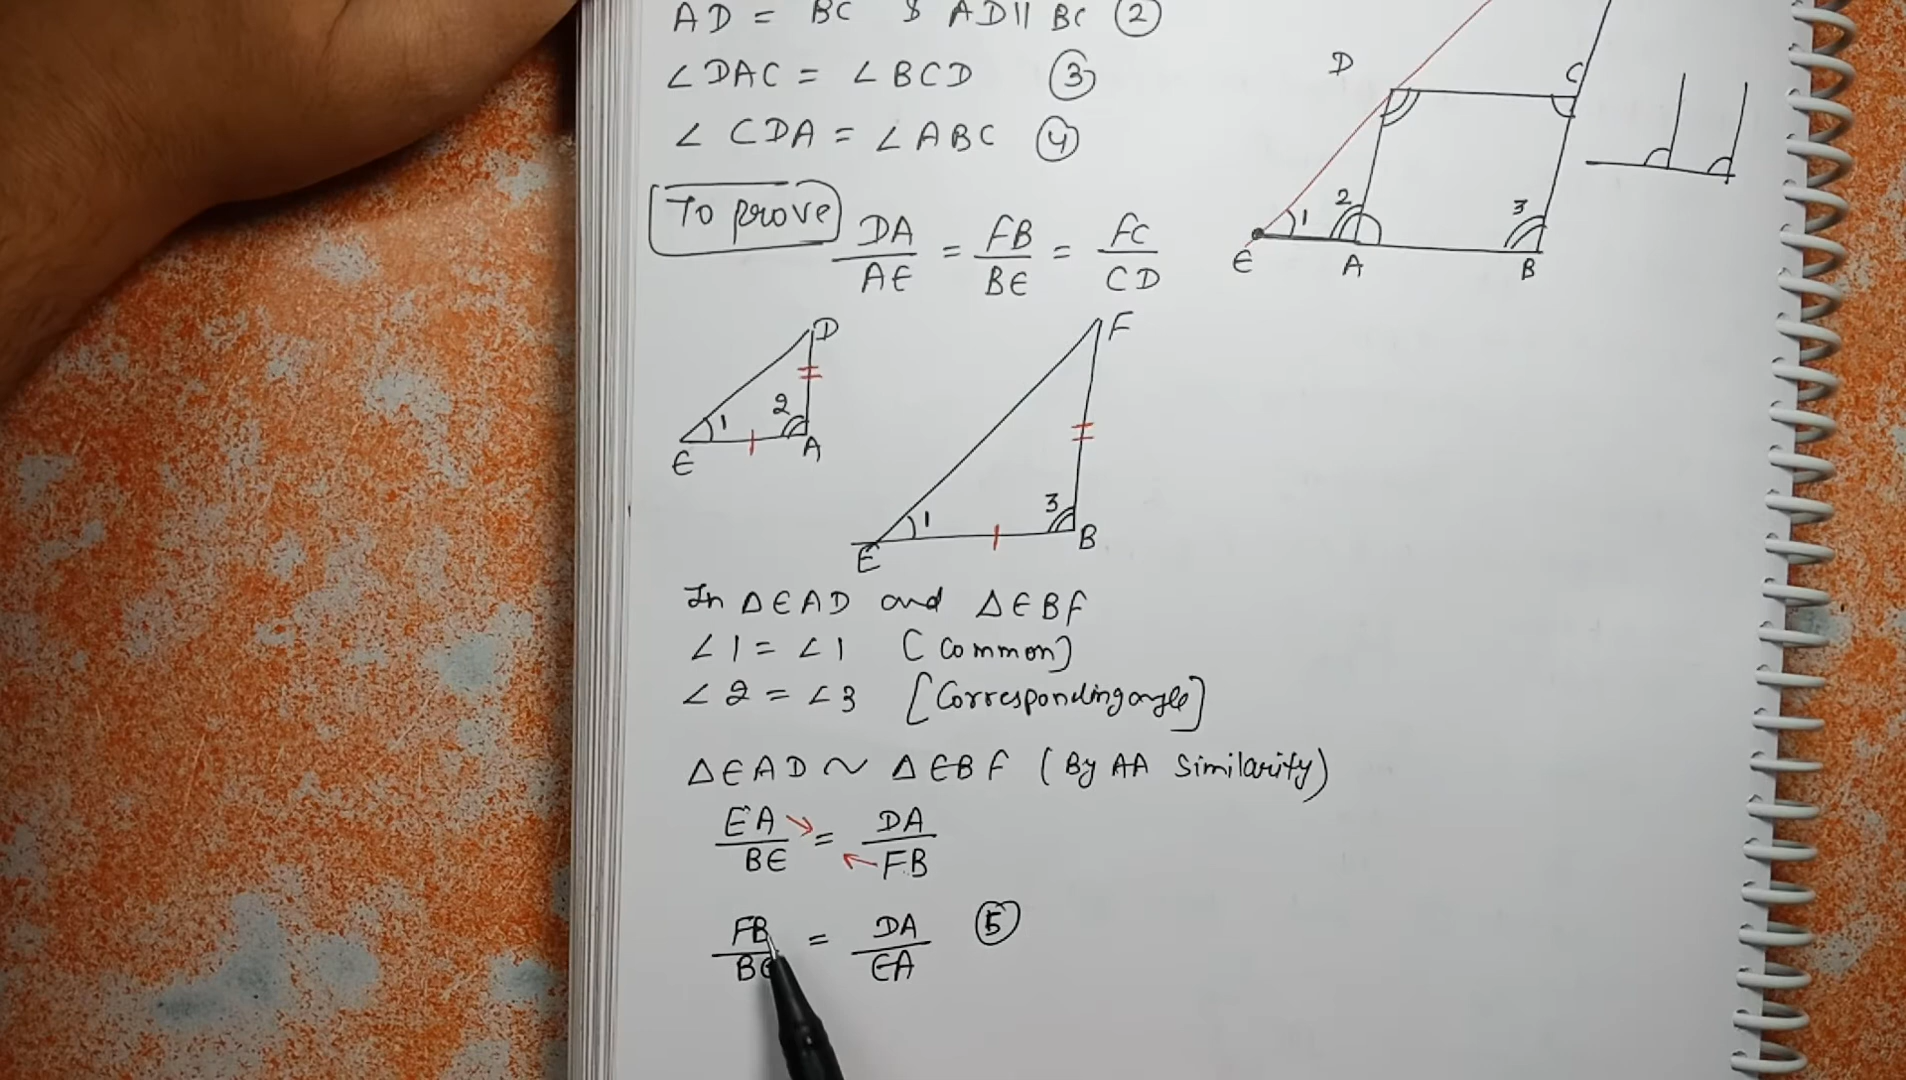 AD = BC & AD || BC ②
∠DAC = ∠BCD ③
∠CDA = ∠ABC ④
To prove DA/AE = FB/BE = FC/CD
D C
1 2 3
E A B
D
1 2
E A
F
1 3
E B
In ΔEAD and ΔEBF
∠1 = ∠1 (Common)
∠2 = ∠3 [Corresponding angle]
ΔEAD ~ ΔEBF (By AA Similarity)
EA/BE = DA/FB
FB/BE = DA/EA ⑤